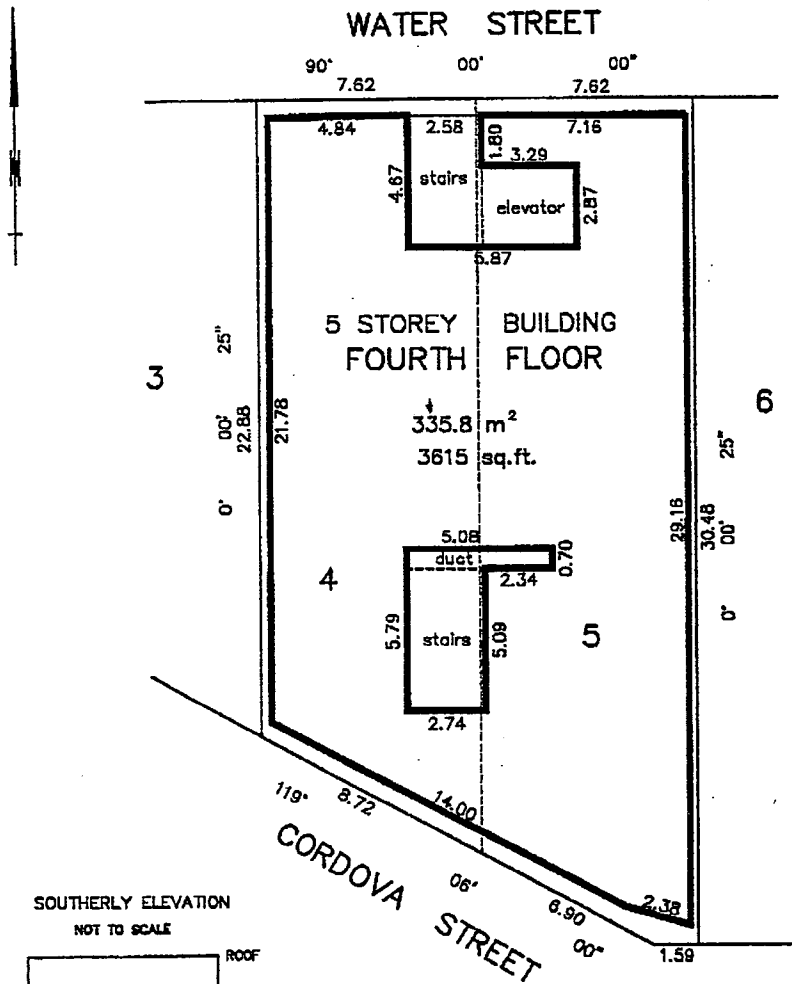 WATER STREET
90° 00' 00"
7.62 7.62
4.84 2.58 7.16
1.80
3.29
4.67
stairs
elevator
2.87
5.87
N
5 STOREY BUILDING
FOURTH FLOOR
3
6
335.8 m²
3615 sq.ft.
0° 00' 25"
22.88
21.78
29.16
30.48
0° 00' 25"
5.08
duct
0.70
2.34
4
5
5.79
stairs
5.09
2.74
14.00
119° 06' 00"
8.72
6.90
2.38
1.59
CORDOVA STREET
SOUTHERLY ELEVATION
NOT TO SCALE
ROOF